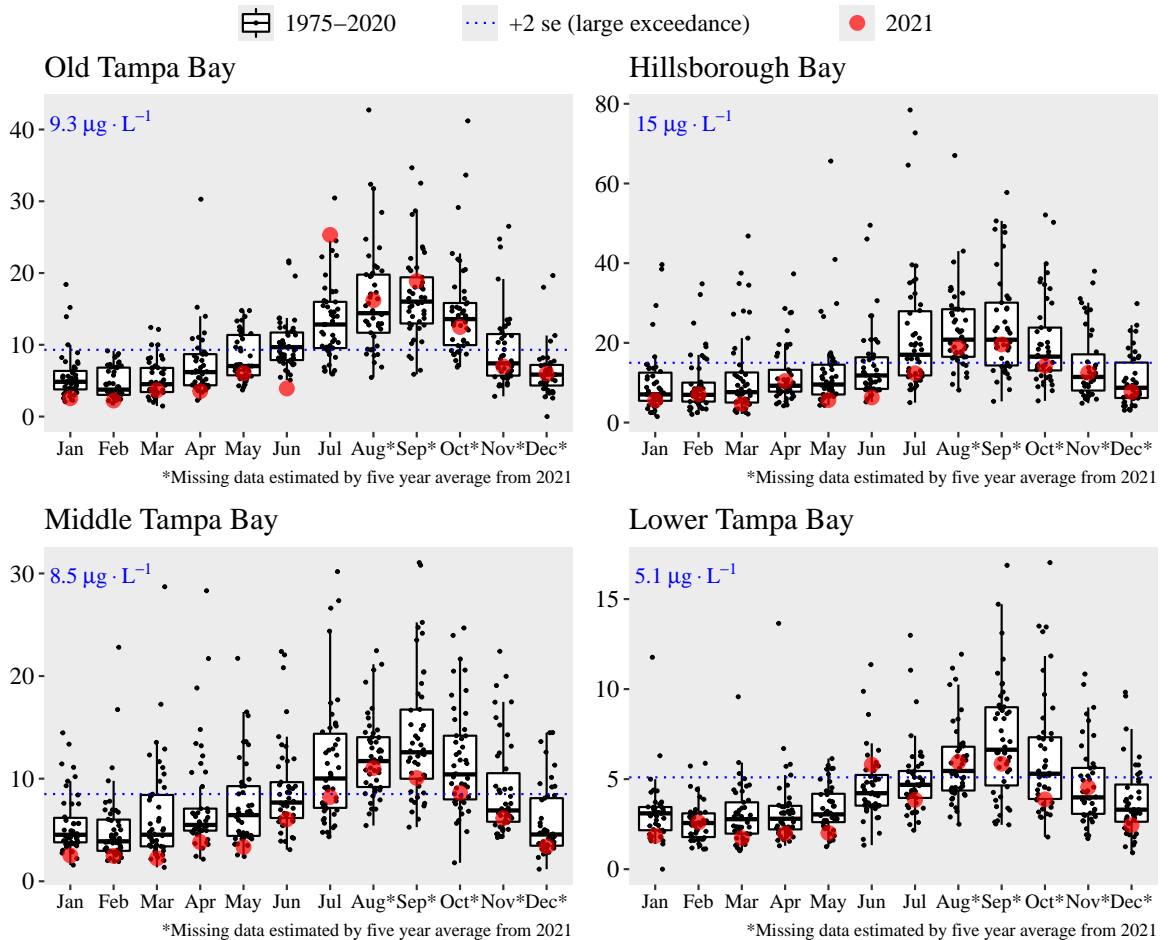 1975–2020 +2 se (large exceedance) 2021
Old Tampa Bay
9.3 μg · L⁻¹
40
30
20
10
0
Jan Feb Mar Apr May Jun Jul Aug* Sep* Oct* Nov* Dec*
*Missing data estimated by five year average from 2021
Hillsborough Bay
15 μg · L⁻¹
80
60
40
20
0
Jan Feb Mar Apr May Jun Jul Aug* Sep* Oct* Nov* Dec*
*Missing data estimated by five year average from 2021
Middle Tampa Bay
8.5 μg · L⁻¹
30
20
10
0
Jan Feb Mar Apr May Jun Jul Aug* Sep* Oct* Nov* Dec*
*Missing data estimated by five year average from 2021
Lower Tampa Bay
5.1 μg · L⁻¹
15
10
5
0
Jan Feb Mar Apr May Jun Jul Aug* Sep* Oct* Nov* Dec*
*Missing data estimated by five year average from 2021